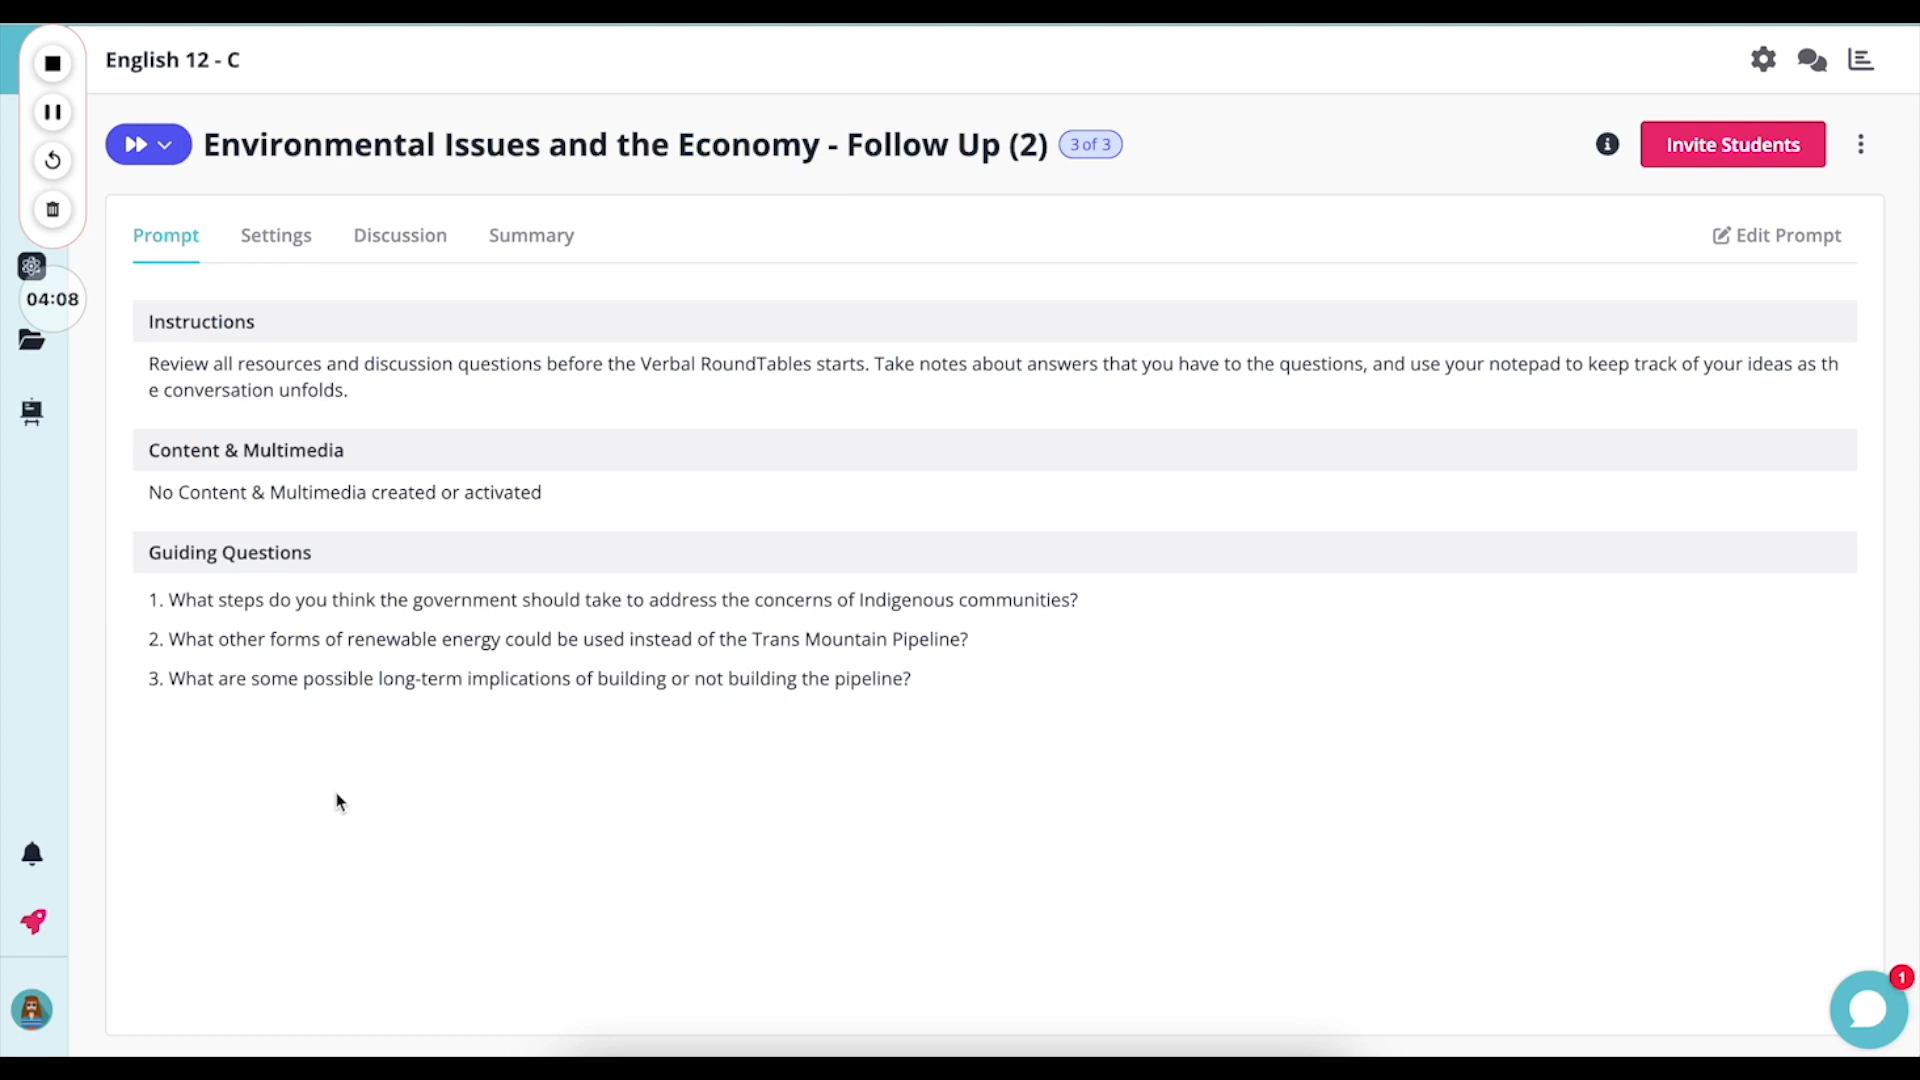 English 12 - C
Environmental Issues and the Economy - Follow Up (2)
3 of 3
Invite Students
Prompt
Settings
Discussion
Summary
Edit Prompt
04:08
Instructions
Review all resources and discussion questions before the Verbal RoundTables starts. Take notes about answers that you have to the questions, and use your notepad to keep track of your ideas as th
e conversation unfolds.
Content & Multimedia
No Content & Multimedia created or activated
Guiding Questions
1. What steps do you think the government should take to address the concerns of Indigenous communities?
2. What other forms of renewable energy could be used instead of the Trans Mountain Pipeline?
3. What are some possible long-term implications of building or not building the pipeline?
1